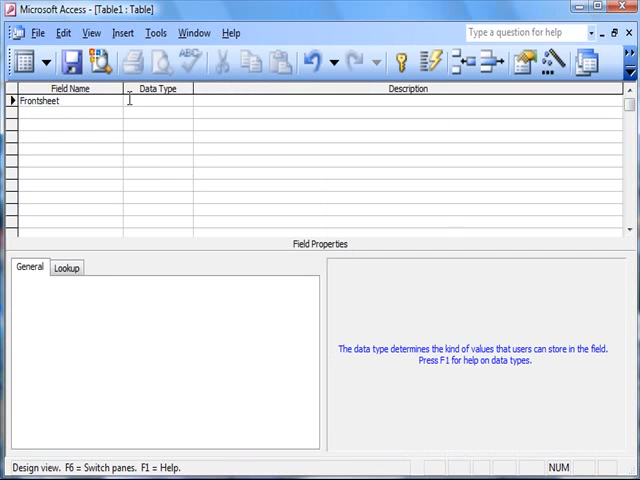 Microsoft Access - [Table1 : Table]
File Edit View Insert Tools Window Help Type a question for help
ABC
Field Name Data Type Description
Frontsheet
Field Properties
General Lookup
The data type determines the kind of values that users can store in the field.
Press F1 for help on data types.
Design view. F6 = Switch panes. F1 = Help. NUM